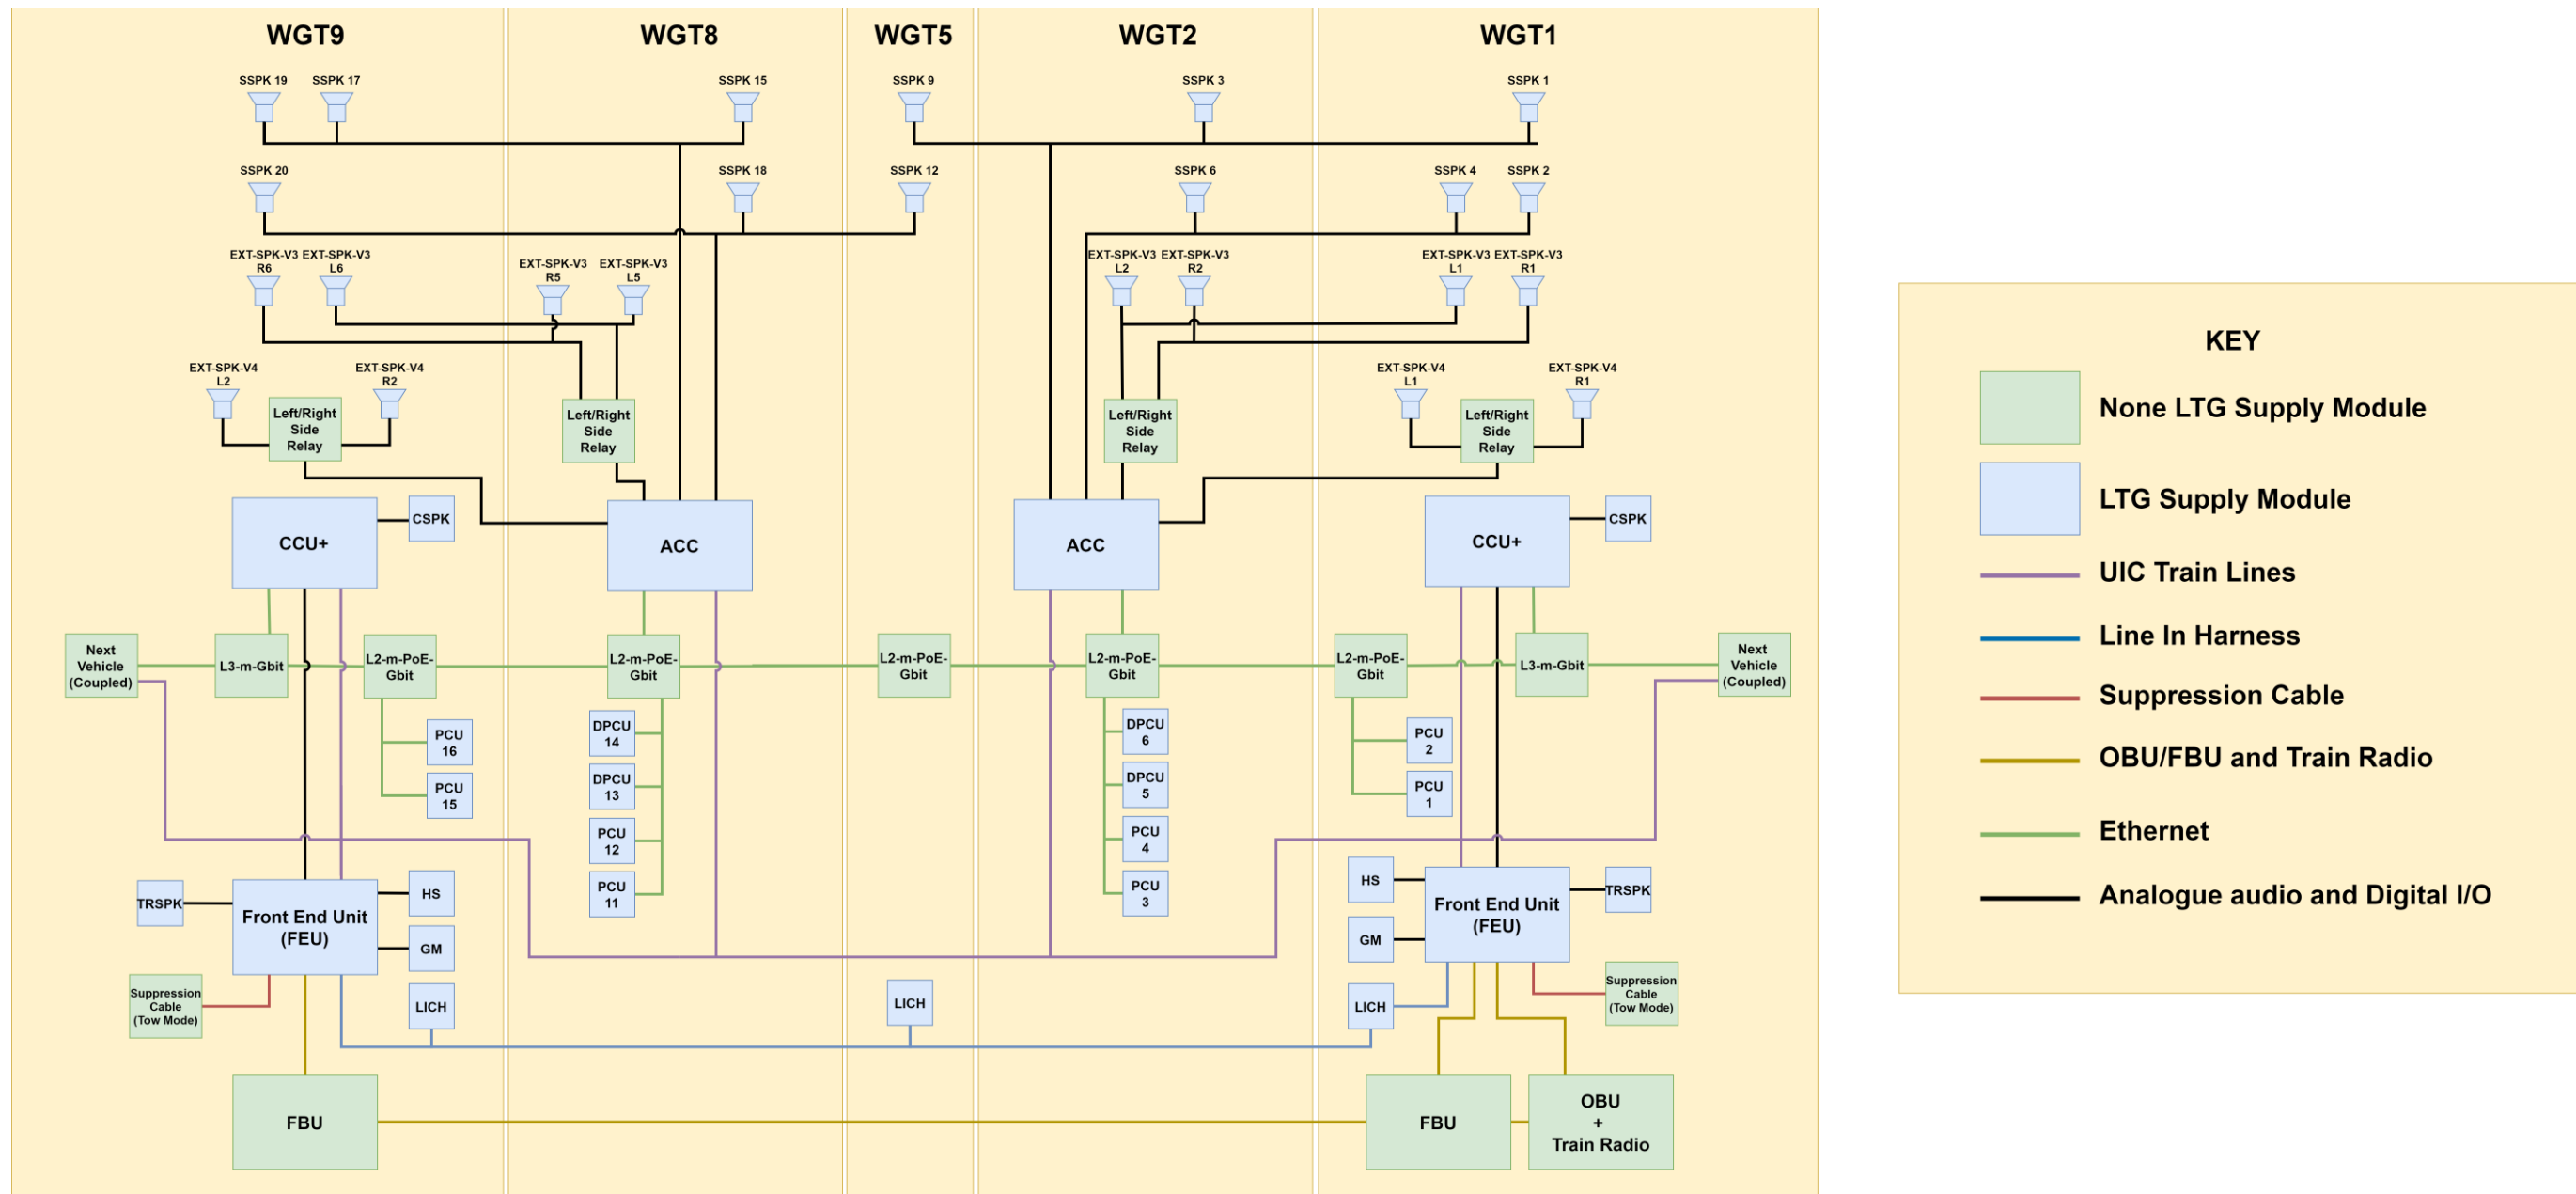 WGT9
WGT8
WGT5
WGT2
WGT1
SSPK 19
SSPK 17
SSPK 15
SSPK 9
SSPK 3
SSPK 1
SSPK 20
SSPK 18
SSPK 12
SSPK 6
SSPK 4
SSPK 2
EXT-SPK-V3
R6
EXT-SPK-V3
L6
EXT-SPK-V3
R5
EXT-SPK-V3
L5
EXT-SPK-V3
L2
EXT-SPK-V3
R2
EXT-SPK-V3
L1
EXT-SPK-V3
R1
EXT-SPK-V4
L2
EXT-SPK-V4
R2
Left/Right
Side
Relay
Left/Right
Side
Relay
Left/Right
Side
Relay
EXT-SPK-V4
L1
EXT-SPK-V4
R1
Left/Right
Side
Relay
CCU+
CSPK
ACC
ACC
CCU+
CSPK
Next
Vehicle
(Coupled)
L3-m-Gbit
L2-m-PoE-
Gbit
L2-m-PoE-
Gbit
L2-m-PoE-
Gbit
L2-m-PoE-
Gbit
L2-m-PoE-
Gbit
L3-m-Gbit
Next
Vehicle
(Coupled)
PCU
16
PCU
15
DPCU
14
DPCU
13
PCU
12
PCU
11
DPCU
6
DPCU
5
PCU
4
PCU
3
PCU
2
PCU
1
TRSPK
Front End Unit
(FEU)
HS
GM
Suppression
Cable
(Tow Mode)
LICH
LICH
HS
GM
LICH
Front End Unit
(FEU)
TRSPK
Suppression
Cable
(Tow Mode)
FBU
FBU
OBU
+
Train Radio
KEY
None LTG Supply Module
LTG Supply Module
UIC Train Lines
Line In Harness
Suppression Cable
OBU/FBU and Train Radio
Ethernet
Analogue audio and Digital I/O